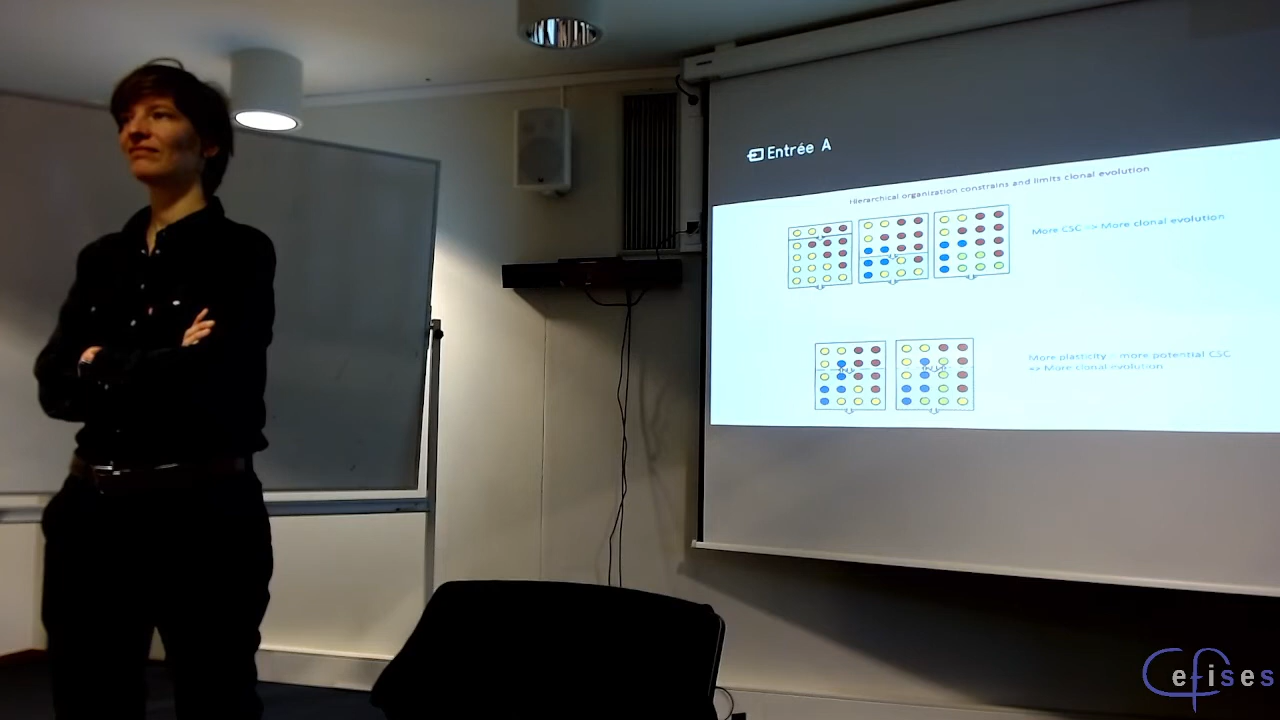 Entrée A
Hierarchical organization constrains and limits clonal evolution
More CSC => More clonal evolution
More plasticity = more potential CSC
=> More clonal evolution
Cefises